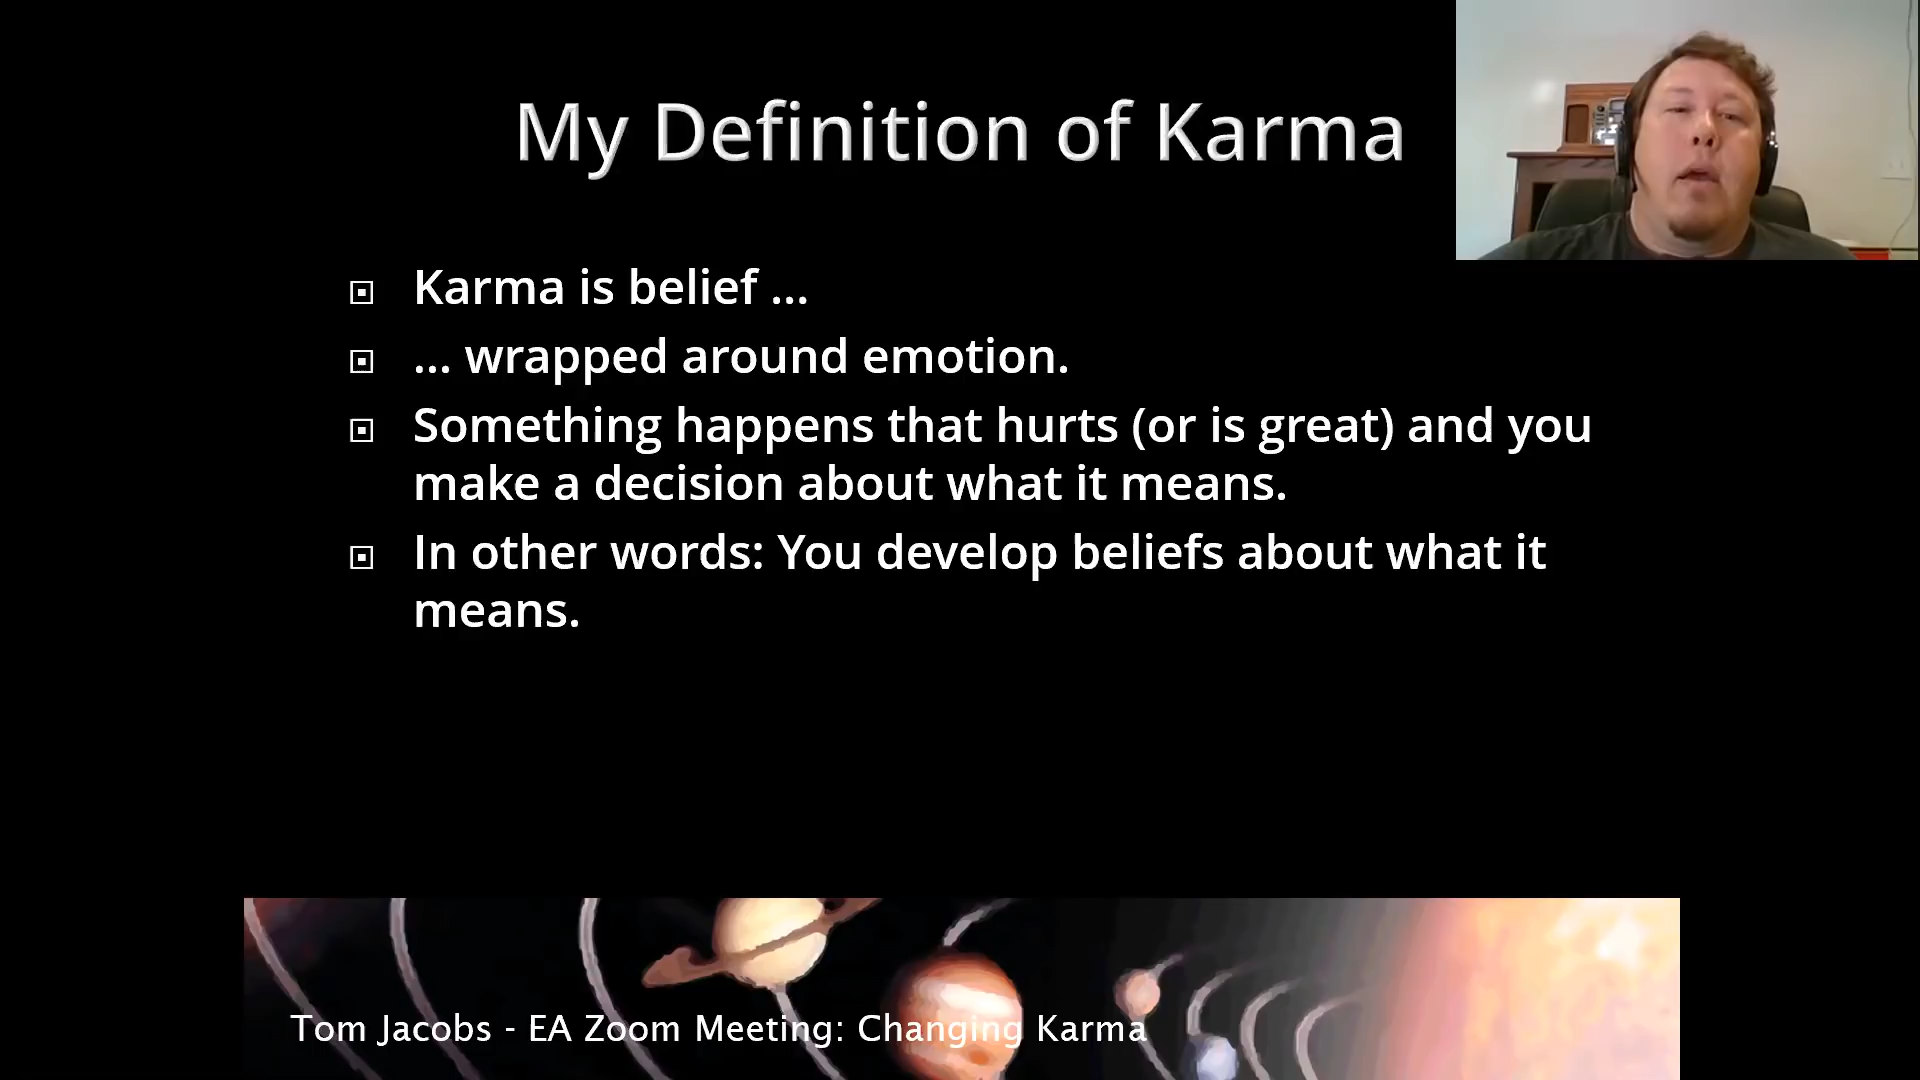 My Definition of Karma
Karma is belief ...
... wrapped around emotion.
Something happens that hurts (or is great) and you
make a decision about what it means.
In other words: You develop beliefs about what it
means.
Tom Jacobs - EA Zoom Meeting: Changing Karma